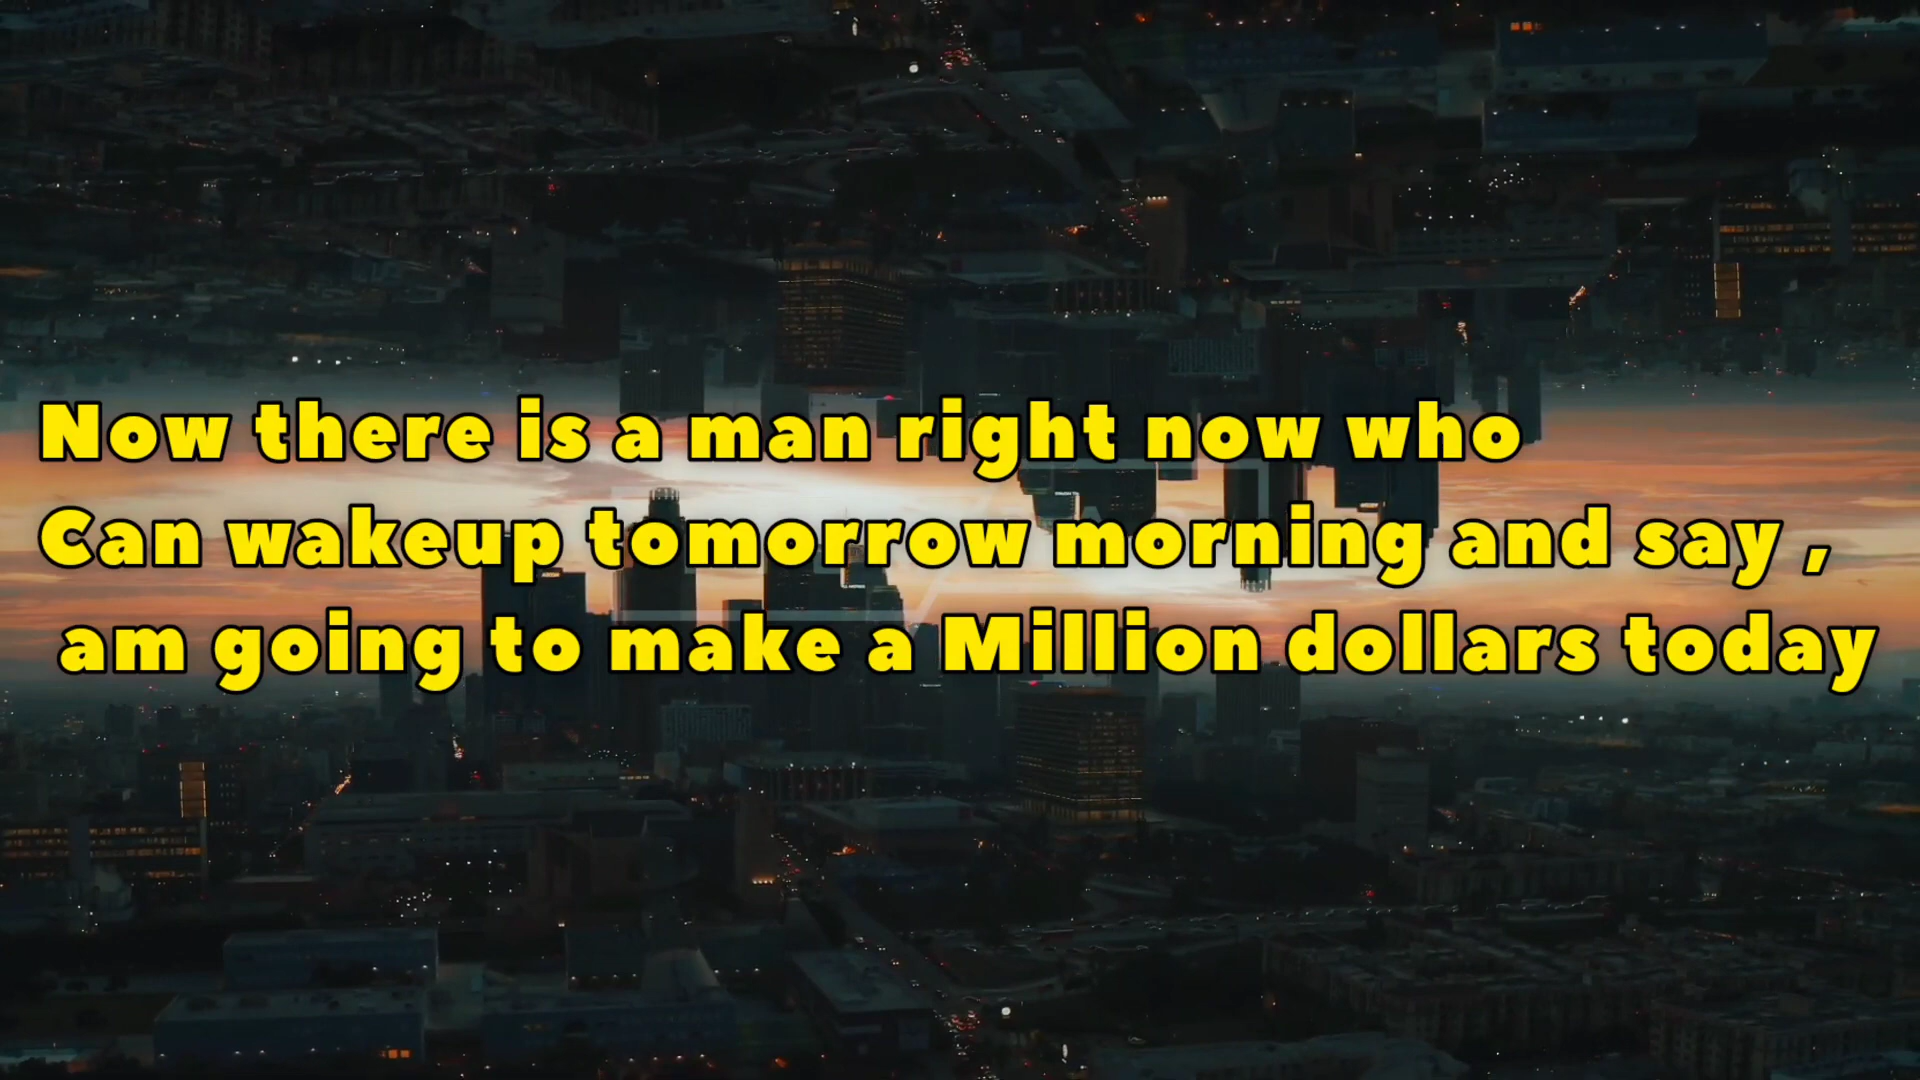 Now there is a man right now who
Can wakeup tomorrow morning and say ,
am going to make a Million dollars today